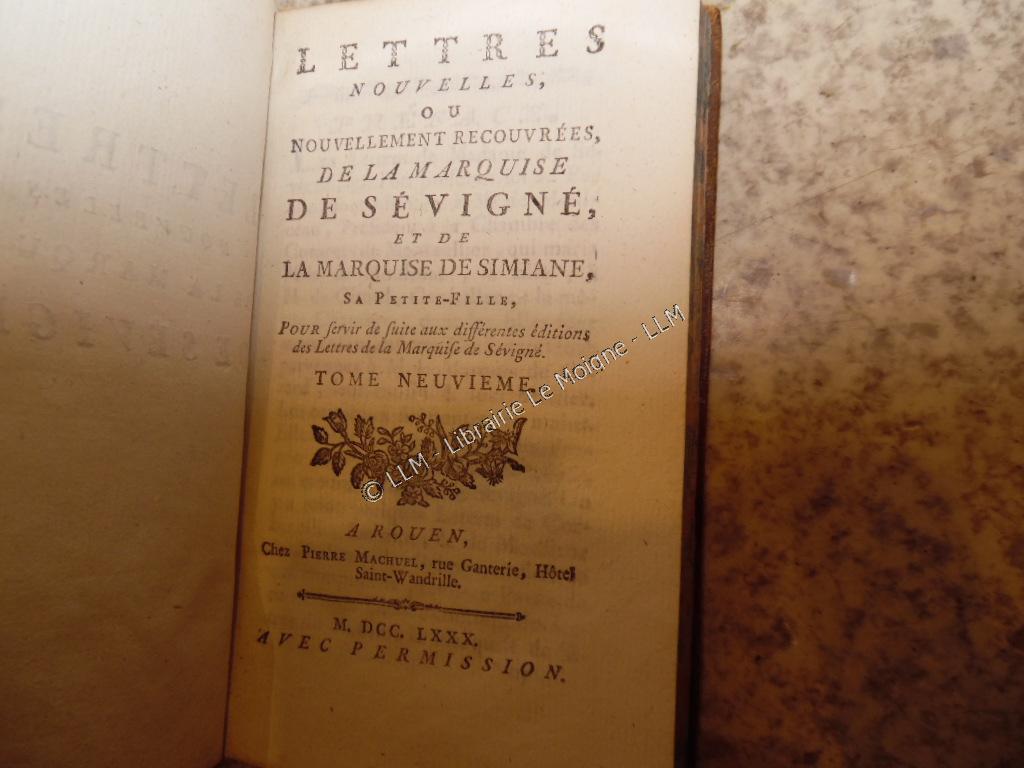 LETTRES
NOUVELLES,
OU
NOUVELLEMENT RECOUVRÉES,
DE LA MARQUISE
DE SÉVIGNÉ,
ET DE
LA MARQUISE DE SIMIANE,
SA PETITE-FILLE,
POUR servir de suite aux différentes éditions
des Lettres de la Marquise de Sévigné.
TOME NEUVIEME.
© LLM - Librairie Le Moigne - LLM
A ROUEN,
Chez PIERRE MACHUEL, rue Ganterie, Hôtel
Saint-Wandrille.
M. DCC. LXXX.
AVEC PERMISSION.